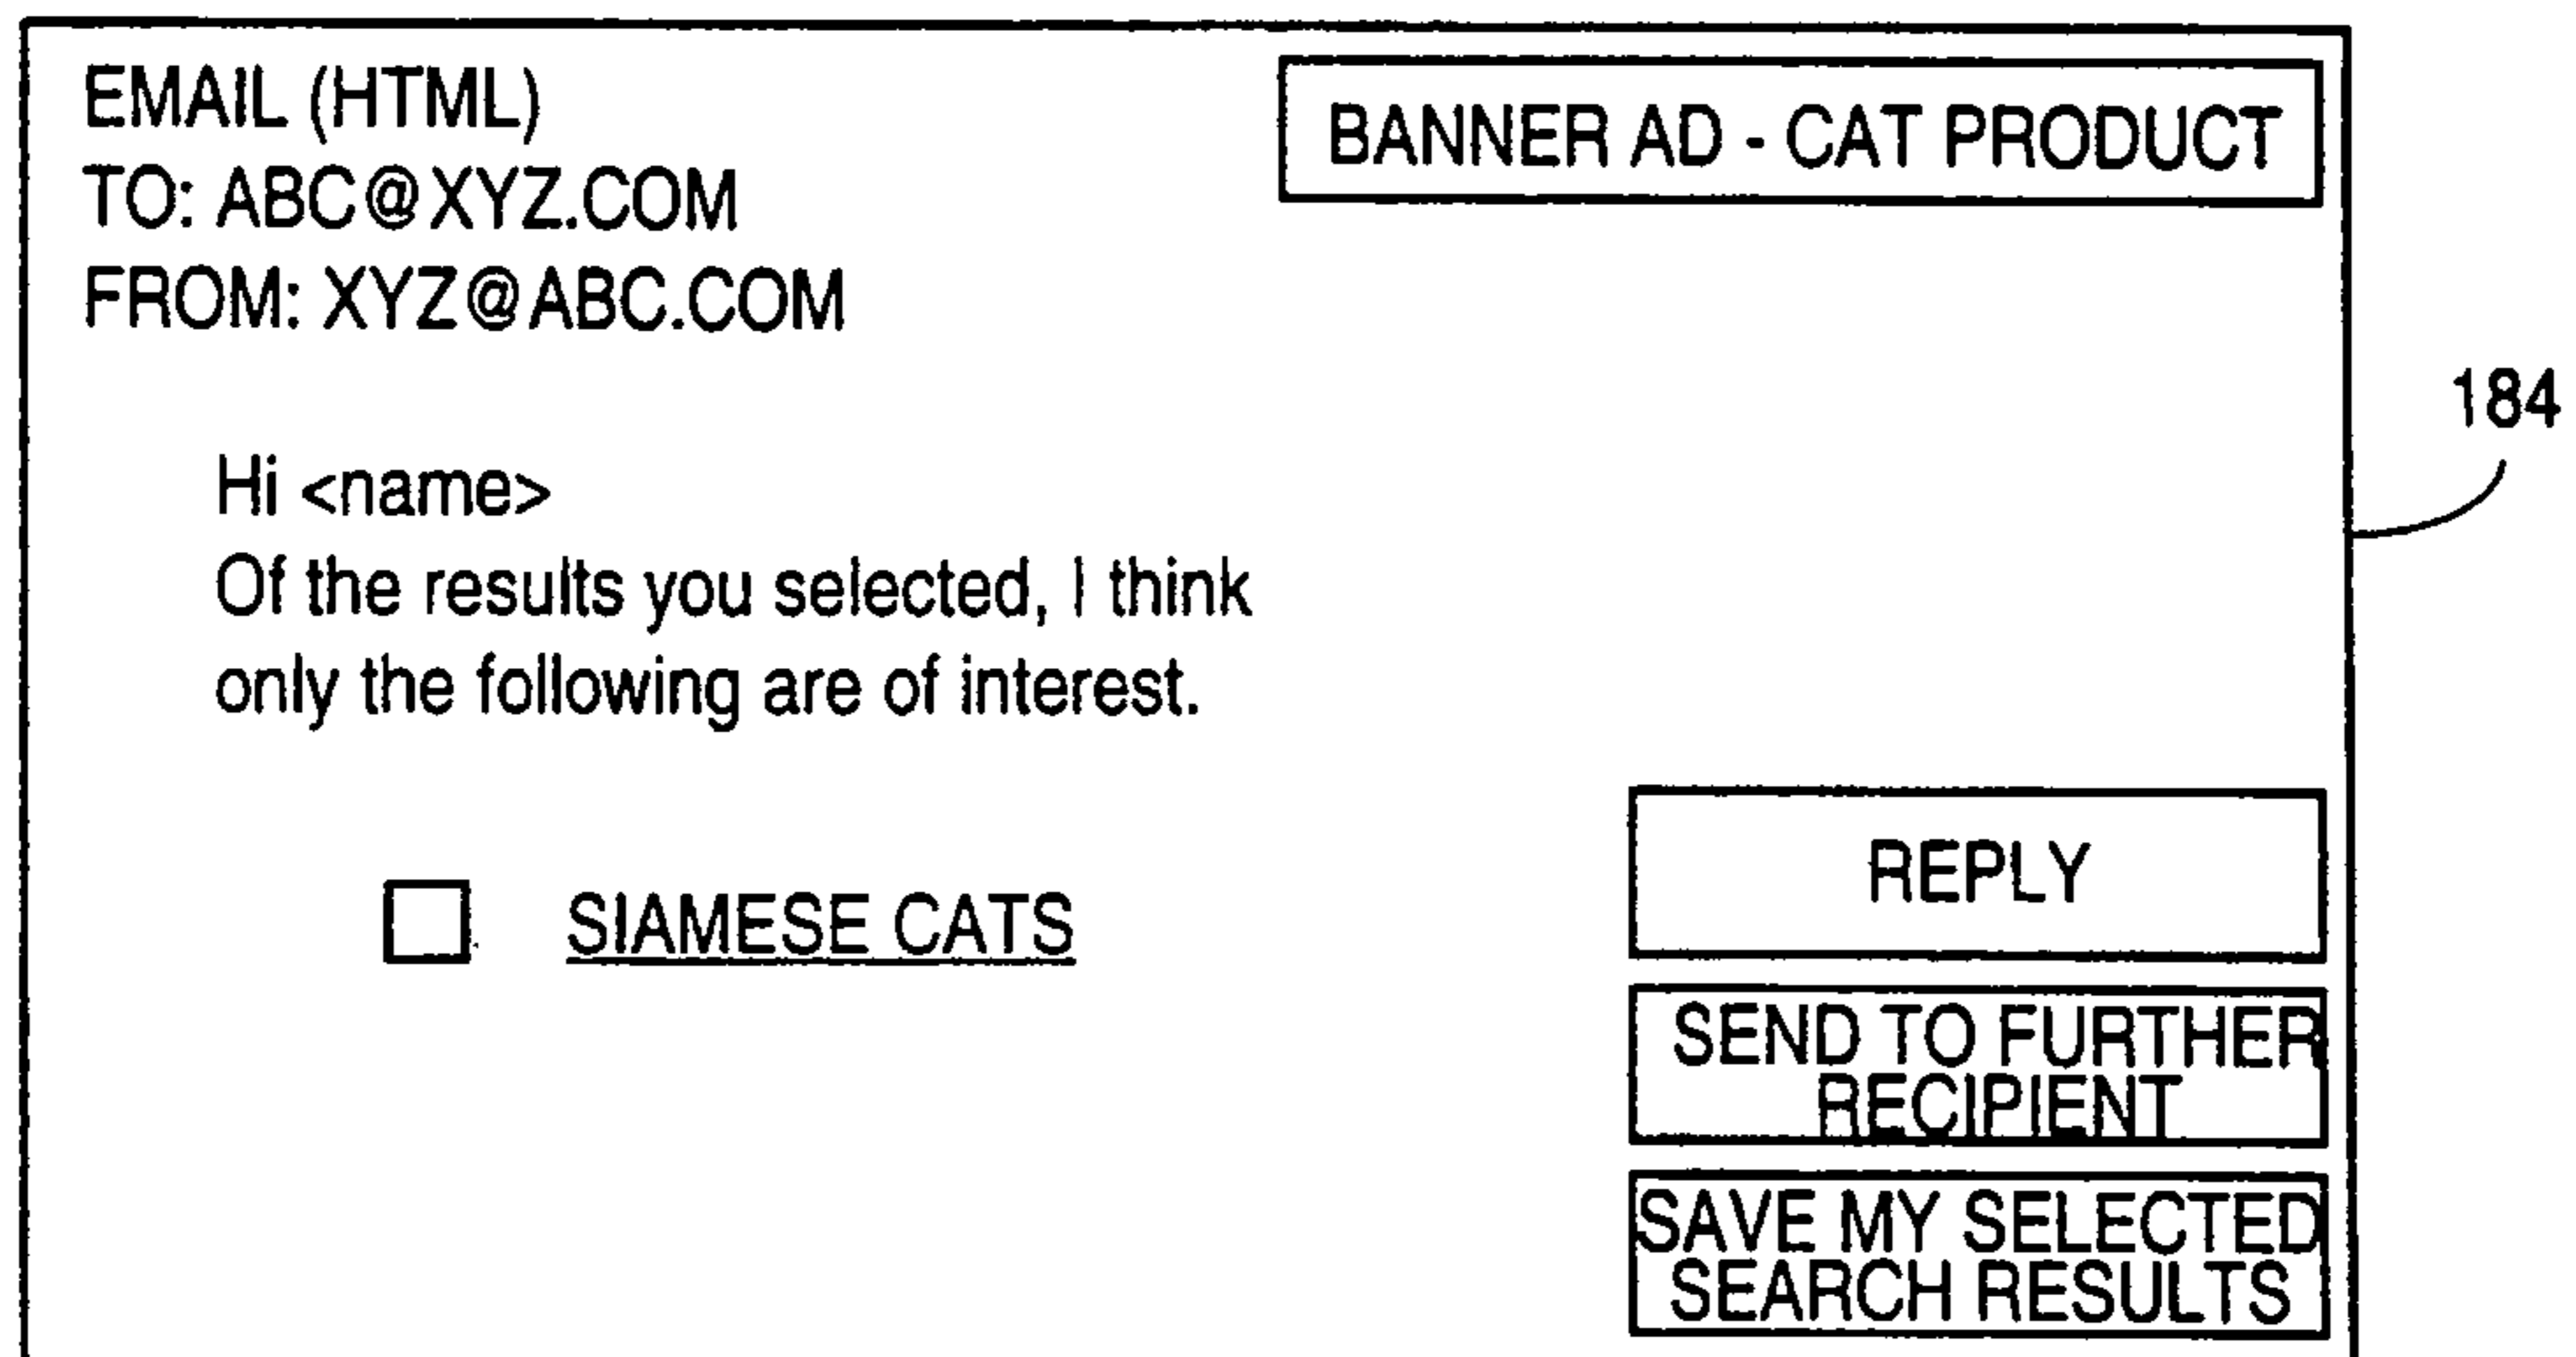 EMAIL (HTML)
BANNER AD - CAT PRODUCT
TO: ABC@XYZ.COM
FROM: XYZ@ABC.COM
184
Hi <name>
Of the results you selected, I think
only the following are of interest.
REPLY
SIAMESE CATS
SEND TO FURTHER
RECIPIENT
SAVE MY SELECTED
SEARCH RESULTS